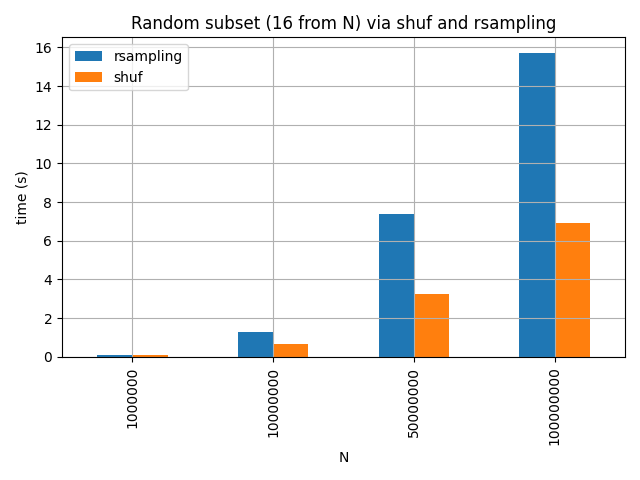 Random subset (16 from N) via shuf and rsampling
rsampling
shuf
16
14
12
10
8
6
4
2
0
time (s)
1000000
10000000
50000000
100000000
N